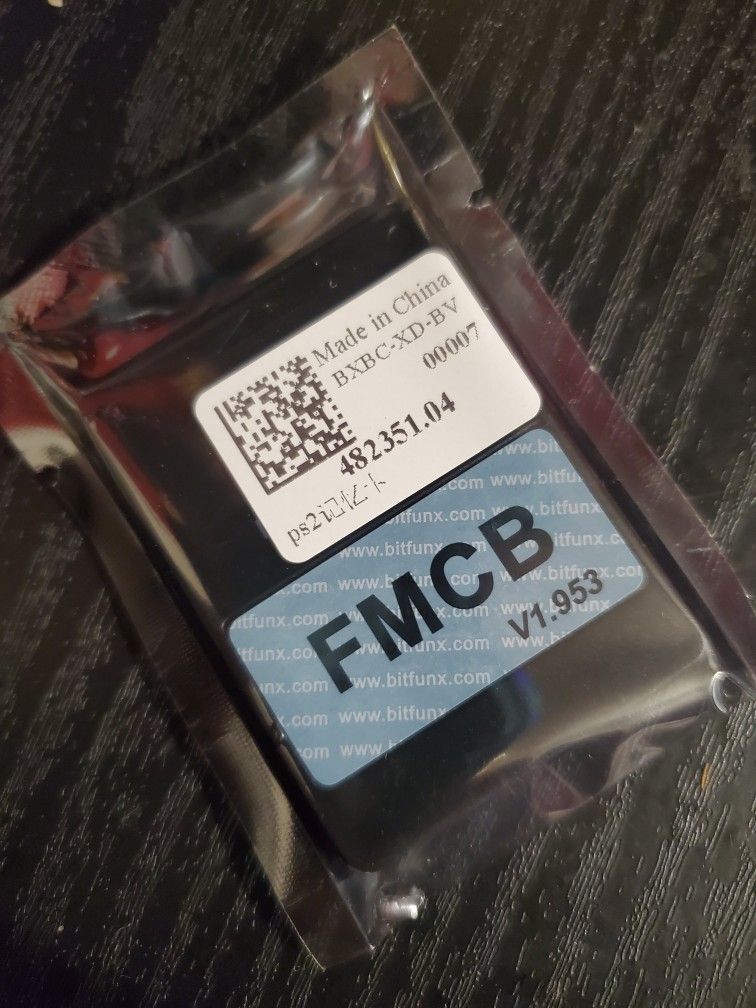 Made in China
BXBC-XD-BV
00007
482351.04
ps2记忆卡
www.bitfunx.com
FMCB
V1.953